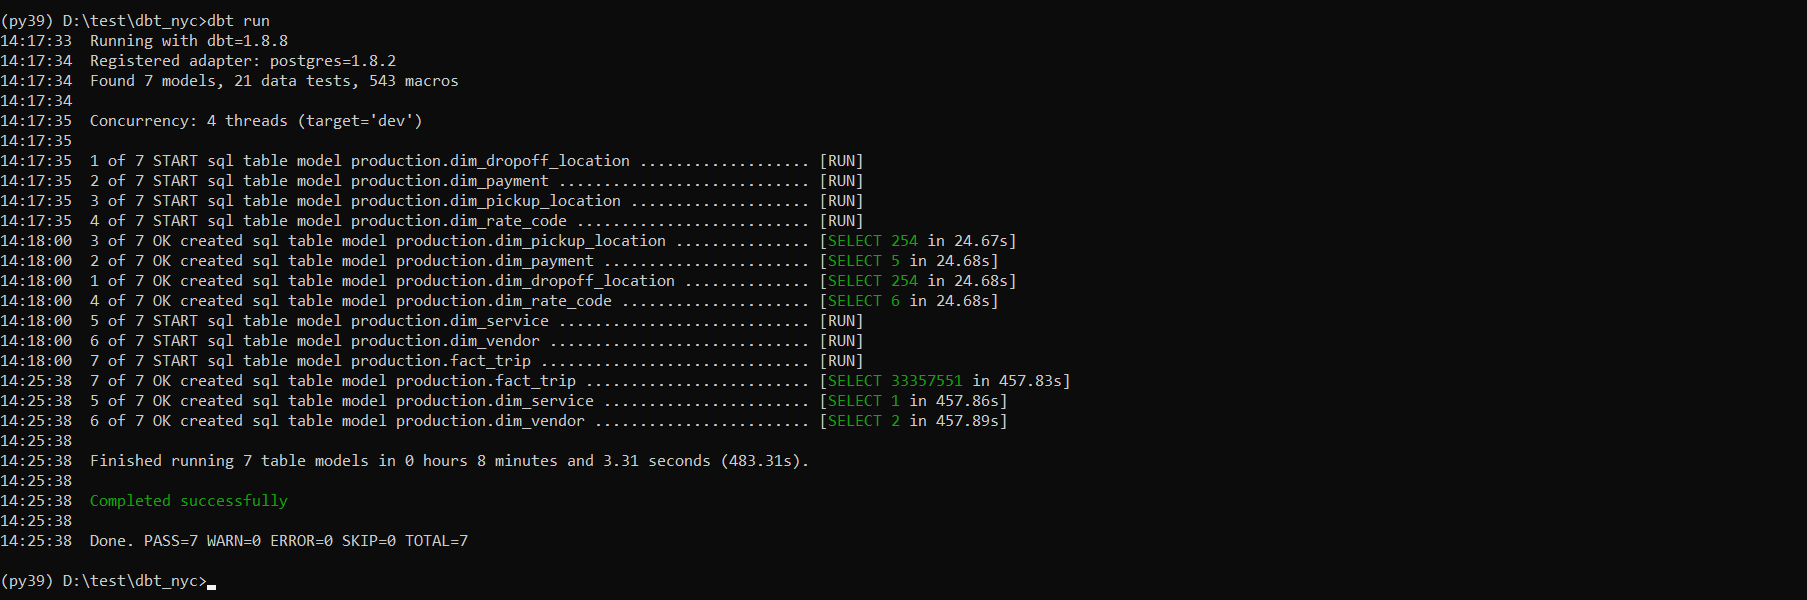 (py39) D:\test\dbt_nyc>dbt run
14:17:33  Running with dbt=1.8.8
14:17:34  Registered adapter: postgres=1.8.2
14:17:34  Found 7 models, 21 data tests, 543 macros
14:17:34
14:17:35  Concurrency: 4 threads (target='dev')
14:17:35
14:17:35  1 of 7 START sql table model production.dim_dropoff_location ................... [RUN]
14:17:35  2 of 7 START sql table model production.dim_payment ............................ [RUN]
14:17:35  3 of 7 START sql table model production.dim_pickup_location .................... [RUN]
14:17:35  4 of 7 START sql table model production.dim_rate_code .......................... [RUN]
14:18:00  3 of 7 OK created sql table model production.dim_pickup_location ............... [SELECT 254 in 24.67s]
14:18:00  2 of 7 OK created sql table model production.dim_payment ....................... [SELECT 5 in 24.68s]
14:18:00  1 of 7 OK created sql table model production.dim_dropoff_location .............. [SELECT 254 in 24.68s]
14:18:00  4 of 7 OK created sql table model production.dim_rate_code ..................... [SELECT 6 in 24.68s]
14:18:00  5 of 7 START sql table model production.dim_service ............................ [RUN]
14:18:00  6 of 7 START sql table model production.dim_vendor ............................. [RUN]
14:18:00  7 of 7 START sql table model production.fact_trip .............................. [RUN]
14:25:38  7 of 7 OK created sql table model production.fact_trip ......................... [SELECT 33357551 in 457.83s]
14:25:38  5 of 7 OK created sql table model production.dim_service ....................... [SELECT 1 in 457.86s]
14:25:38  6 of 7 OK created sql table model production.dim_vendor ........................ [SELECT 2 in 457.89s]
14:25:38
14:25:38  Finished running 7 table models in 0 hours 8 minutes and 3.31 seconds (483.31s).
14:25:38
14:25:38  Completed successfully
14:25:38
14:25:38  Done. PASS=7 WARN=0 ERROR=0 SKIP=0 TOTAL=7
(py39) D:\test\dbt_nyc>